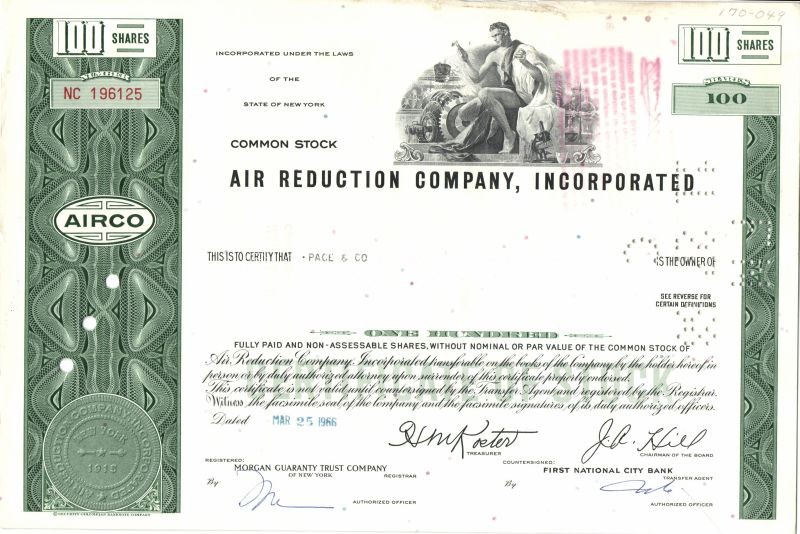 170-049
100 SHARES
100 SHARES
NC 196125
100
INCORPORATED UNDER THE LAWS
OF THE
STATE OF NEW YORK
COMMON STOCK
AIR REDUCTION COMPANY, INCORPORATED
AIRCO
THIS IS TO CERTIFY THAT PACE & CO IS THE OWNER OF
SEE REVERSE FOR
CERTAIN DEFINITIONS
ONE HUNDRED
FULLY PAID AND NON-ASSESSABLE SHARES, WITHOUT NOMINAL OR PAR VALUE OF THE COMMON STOCK OF
Air Reduction Company, Incorporated transferable on the books of the company by the holder hereof in
person or by duly authorized attorney upon surrender of this certificate properly endorsed.
This certificate is not valid until countersigned by the Transfer Agent and registered by the Registrar.
Witness the facsimile seal of the company and the facsimile signatures of its duly authorized officers.
Dated MAR 25 1966
H M Koster
TREASURER
J. A. Hill
CHAIRMAN OF THE BOARD
REGISTERED:
MORGAN GUARANTY TRUST COMPANY
OF NEW YORK
REGISTRAR
By
AUTHORIZED OFFICER
COUNTERSIGNED:
FIRST NATIONAL CITY BANK
TRANSFER AGENT
By
AUTHORIZED OFFICER
NEW YORK
1915
© SECURITY-COLUMBIAN BANKNOTE COMPANY